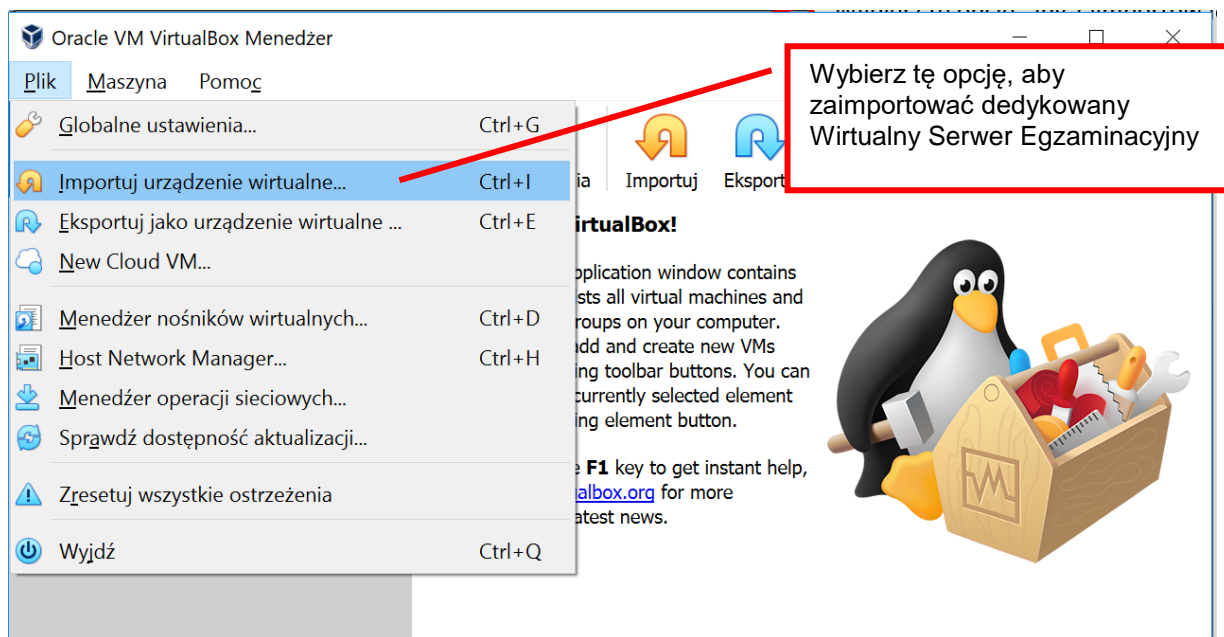 Oracle VM VirtualBox Menedżer
Plik Maszyna Pomoc
Wybierz tę opcję, aby
zaimportować dedykowany
Wirtualny Serwer Egzaminacyjny
Globalne ustawienia... Ctrl+G
Importuj urządzenie wirtualne... Ctrl+I
Eksportuj jako urządzenie wirtualne ... Ctrl+E
New Cloud VM...
Menedżer nośników wirtualnych... Ctrl+D
Host Network Manager... Ctrl+H
Menedżer operacji sieciowych...
Sprawdź dostępność aktualizacji...
Zresetuj wszystkie ostrzeżenia
Wyjdź Ctrl+Q
ia Importuj Eksport
irtualBox!
pplication window contains
sts all virtual machines and
roups on your computer.
add and create new VMs
ing toolbar buttons. You can
currently selected element
ing element button.
e F1 key to get instant help,
ualbox.org for more
atest news.